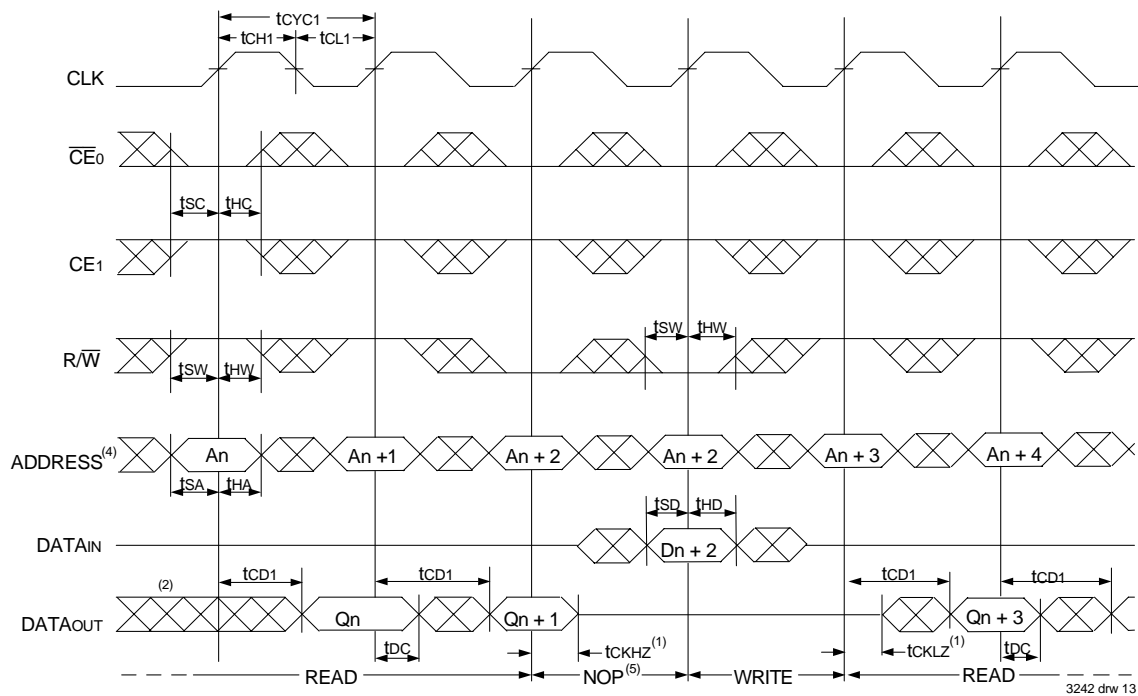 tCYC1
tCH1 tCL1
CLK
CE0
tSC tHC
CE1
tSW tHW
R/W
tSW tHW
ADDRESS(4) An An +1 An + 2 An + 2 An + 3 An + 4
tSA tHA
tSD tHD
DATAIN Dn + 2
(2) tCD1 tCD1 tCD1 tCD1
DATAOUT Qn Qn + 1 Qn + 3
tDC tCKHZ(1) tCKLZ(1) tDC
READ NOP(5) WRITE READ
3242 drw 13